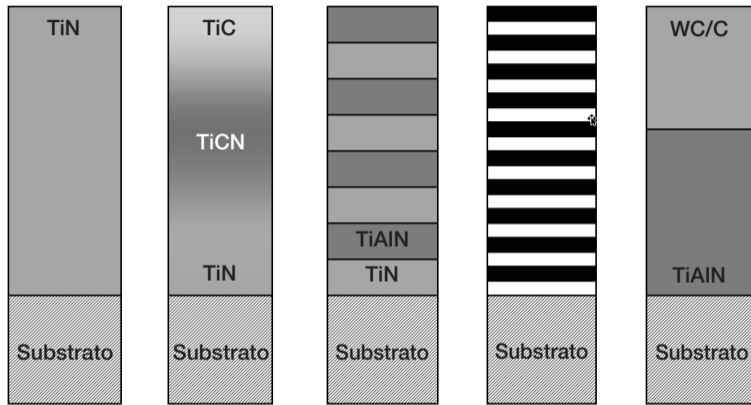 TiN
Substrato
TiC
TiCN
TiN
Substrato
TiAlN
TiN
Substrato
Substrato
WC/C
TiAlN
Substrato